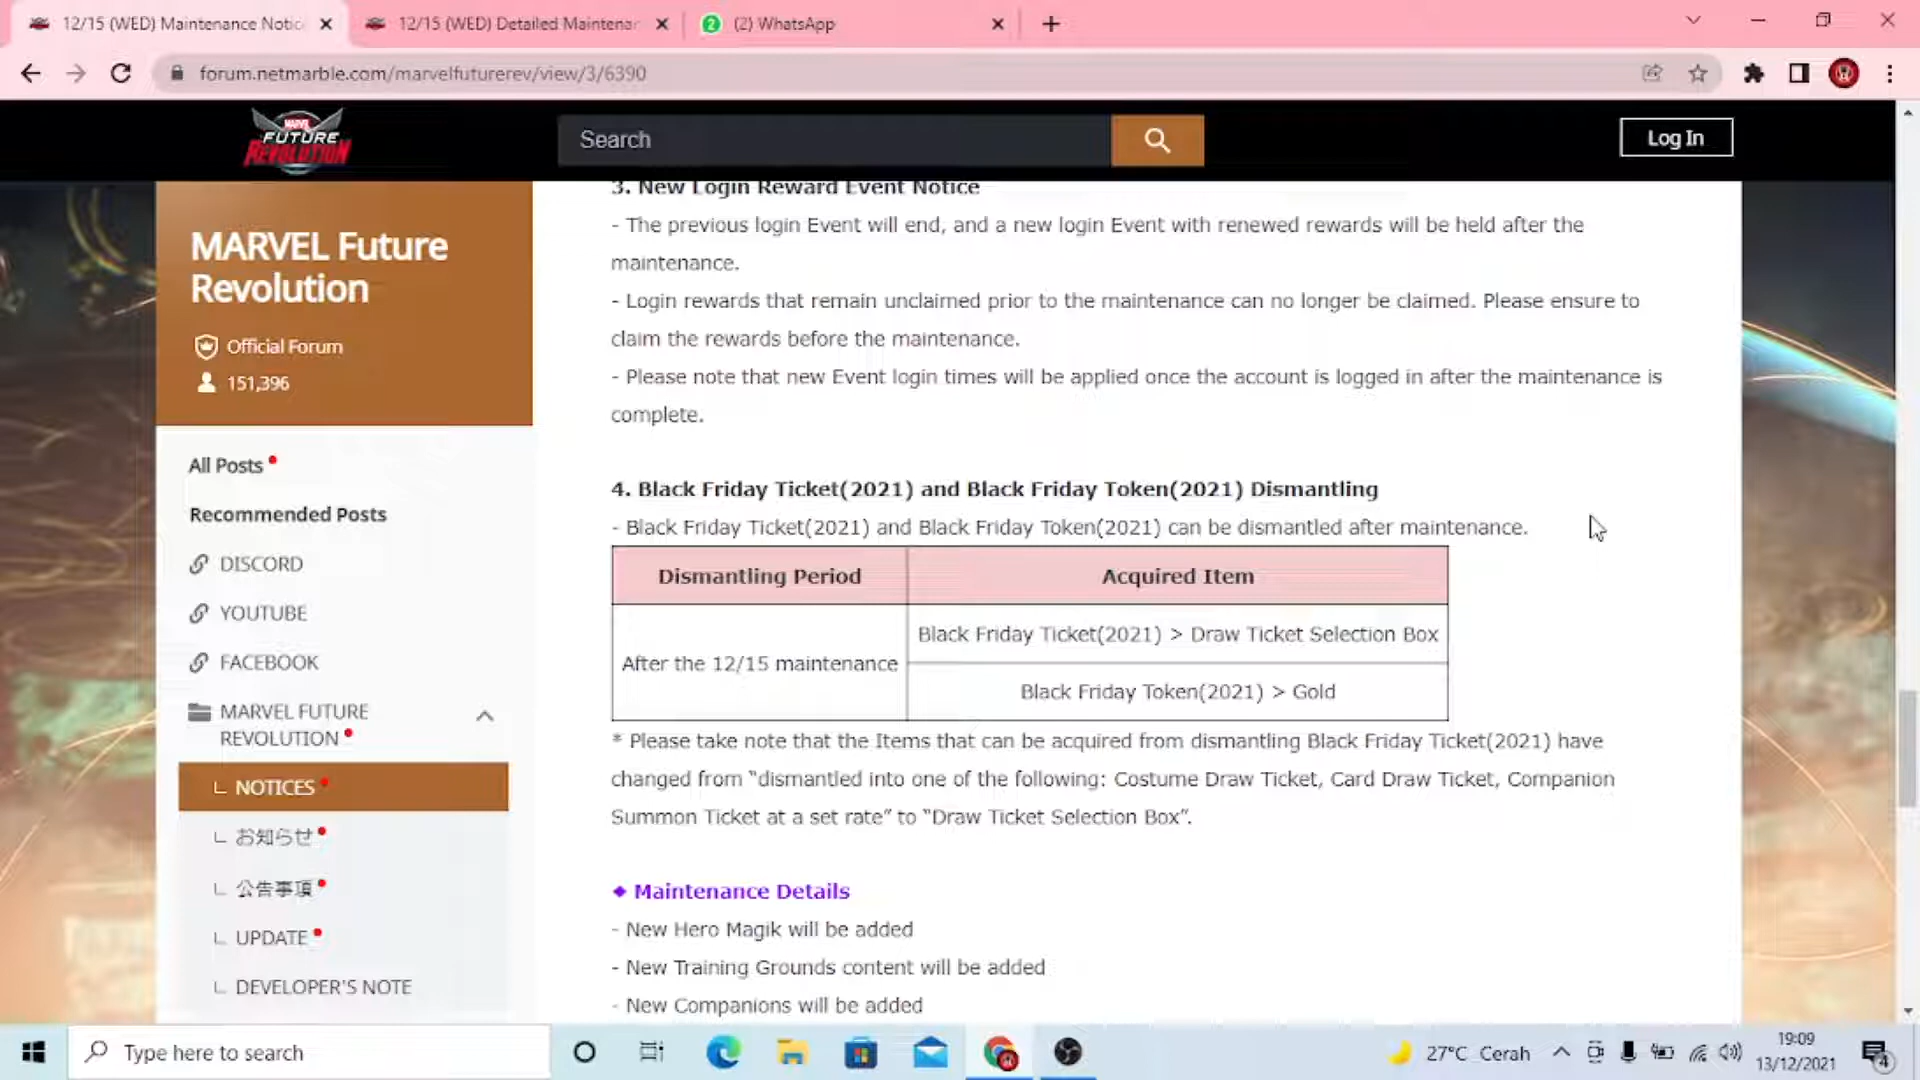 12/15 (WED) Maintenance Notic
12/15 (WED) Detailed Maintenar
2
(2) WhatsApp
forum.netmarble.com/marvelfuturerev/view/3/6390
MARVEL
FUTURE
REVOLUTION
Search
Log In
MARVEL Future
Revolution
Official Forum
151,396
All Posts
Recommended Posts
DISCORD
YOUTUBE
FACEBOOK
MARVEL FUTURE
REVOLUTION
NOTICES
お知らせ
公告事項
UPDATE
DEVELOPER'S NOTE
3. New Login Reward Event Notice
- The previous login Event will end, and a new login Event with renewed rewards will be held after the
maintenance.
- Login rewards that remain unclaimed prior to the maintenance can no longer be claimed. Please ensure to
claim the rewards before the maintenance.
- Please note that new Event login times will be applied once the account is logged in after the maintenance is
complete.
4. Black Friday Ticket(2021) and Black Friday Token(2021) Dismantling
- Black Friday Ticket(2021) and Black Friday Token(2021) can be dismantled after maintenance.
Dismantling Period
Acquired Item
After the 12/15 maintenance
Black Friday Ticket(2021) > Draw Ticket Selection Box
Black Friday Token(2021) > Gold
* Please take note that the Items that can be acquired from dismantling Black Friday Ticket(2021) have
changed from “dismantled into one of the following: Costume Draw Ticket, Card Draw Ticket, Companion
Summon Ticket at a set rate” to “Draw Ticket Selection Box”.
◆ Maintenance Details
- New Hero Magik will be added
- New Training Grounds content will be added
- New Companions will be added
Type here to search
27°C Cerah
19:09
13/12/2021
4